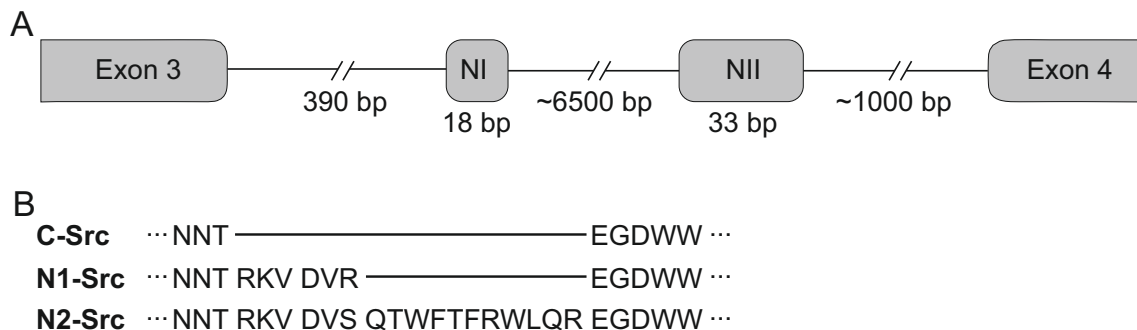 A
Exon 3 NI NII Exon 4
390 bp ~6500 bp ~1000 bp
18 bp 33 bp
B
C-Src ···NNT EGDWW ···
N1-Src ···NNT RKV DVR EGDWW ···
N2-Src ···NNT RKV DVS QTWFTFRWLQR EGDWW ···